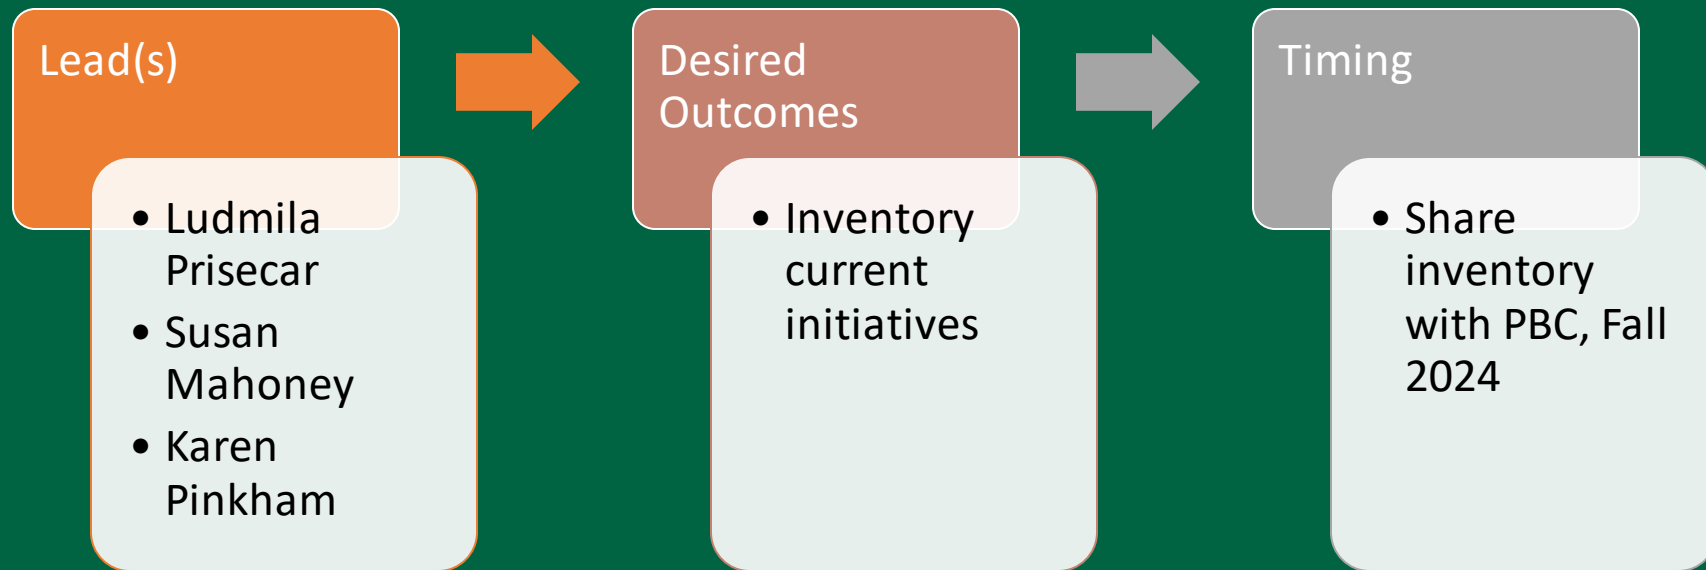 Lead(s)
• Ludmila
Prisecar
• Susan
Mahoney
• Karen
Pinkham
Desired
Outcomes
• Inventory
current
initiatives
Timing
• Share
inventory
with PBC, Fall
2024